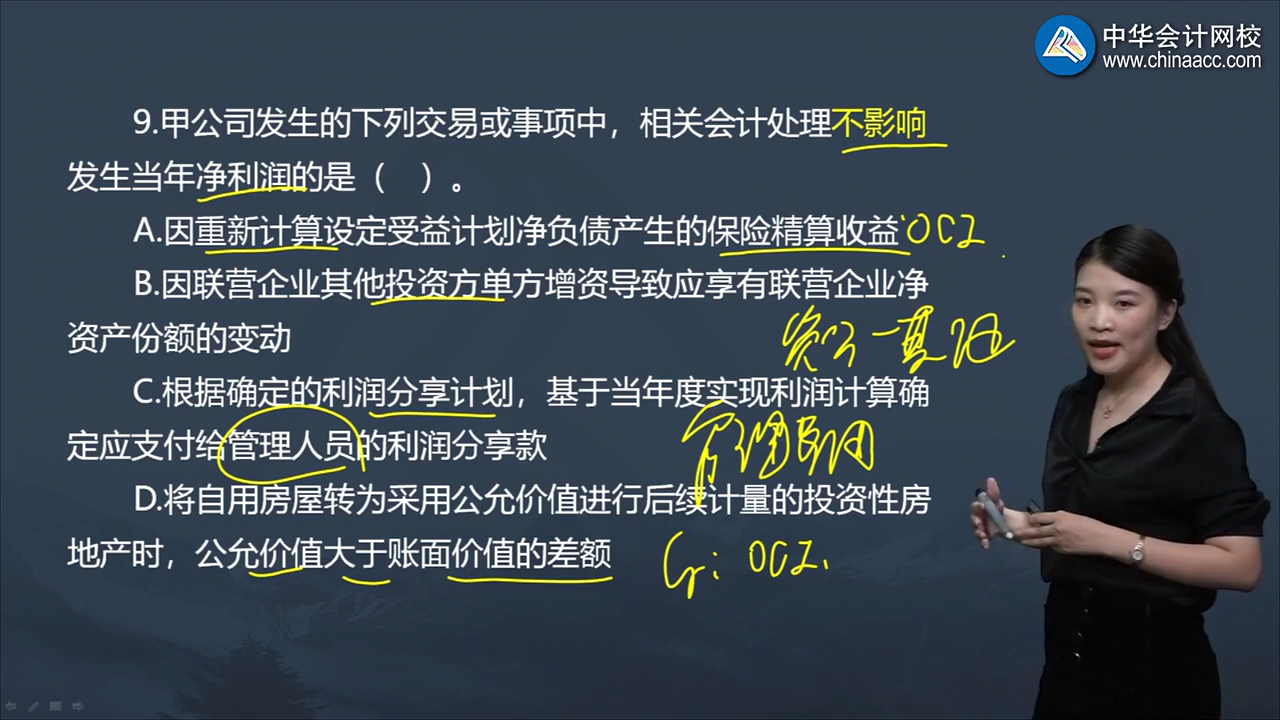 中华会计网校
www.chinaacc.com
9.甲公司发生的下列交易或事项中，相关会计处理不影响
发生当年净利润的是（　）。
A.因重新计算设定受益计划净负债产生的保险精算收益 OCI
B.因联营企业其他投资方单方增资导致应享有联营企业净
资产份额的变动
资公—其他
C.根据确定的利润分享计划，基于当年度实现利润计算确
定应支付给管理人员的利润分享款
管理费用
D.将自用房屋转为采用公允价值进行后续计量的投资性房
地产时，公允价值大于账面价值的差额 Cr: OCI.